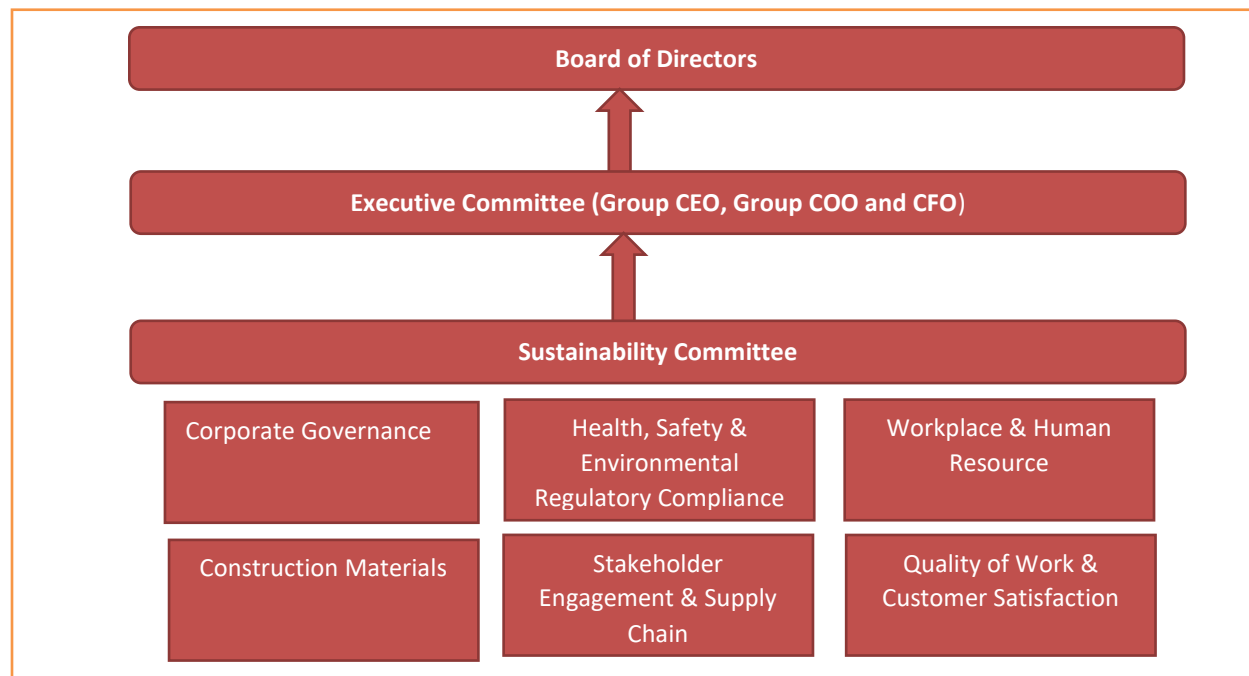 Board of Directors
Executive Committee (Group CEO, Group COO and CFO)
Sustainability Committee
Corporate Governance
Health, Safety &
Environmental
Regulatory Compliance
Workplace & Human
Resource
Construction Materials
Stakeholder
Engagement & Supply
Chain
Quality of Work &
Customer Satisfaction